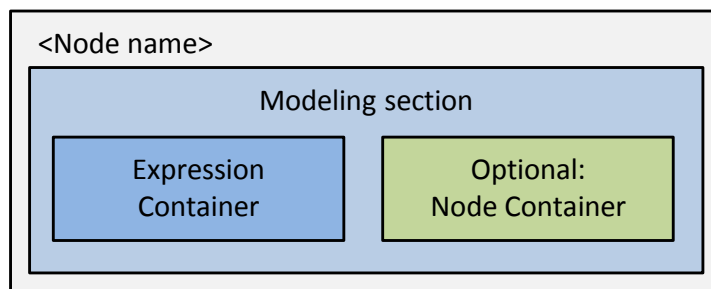 <Node name>
Modeling section
Expression
Container
Optional:
Node Container